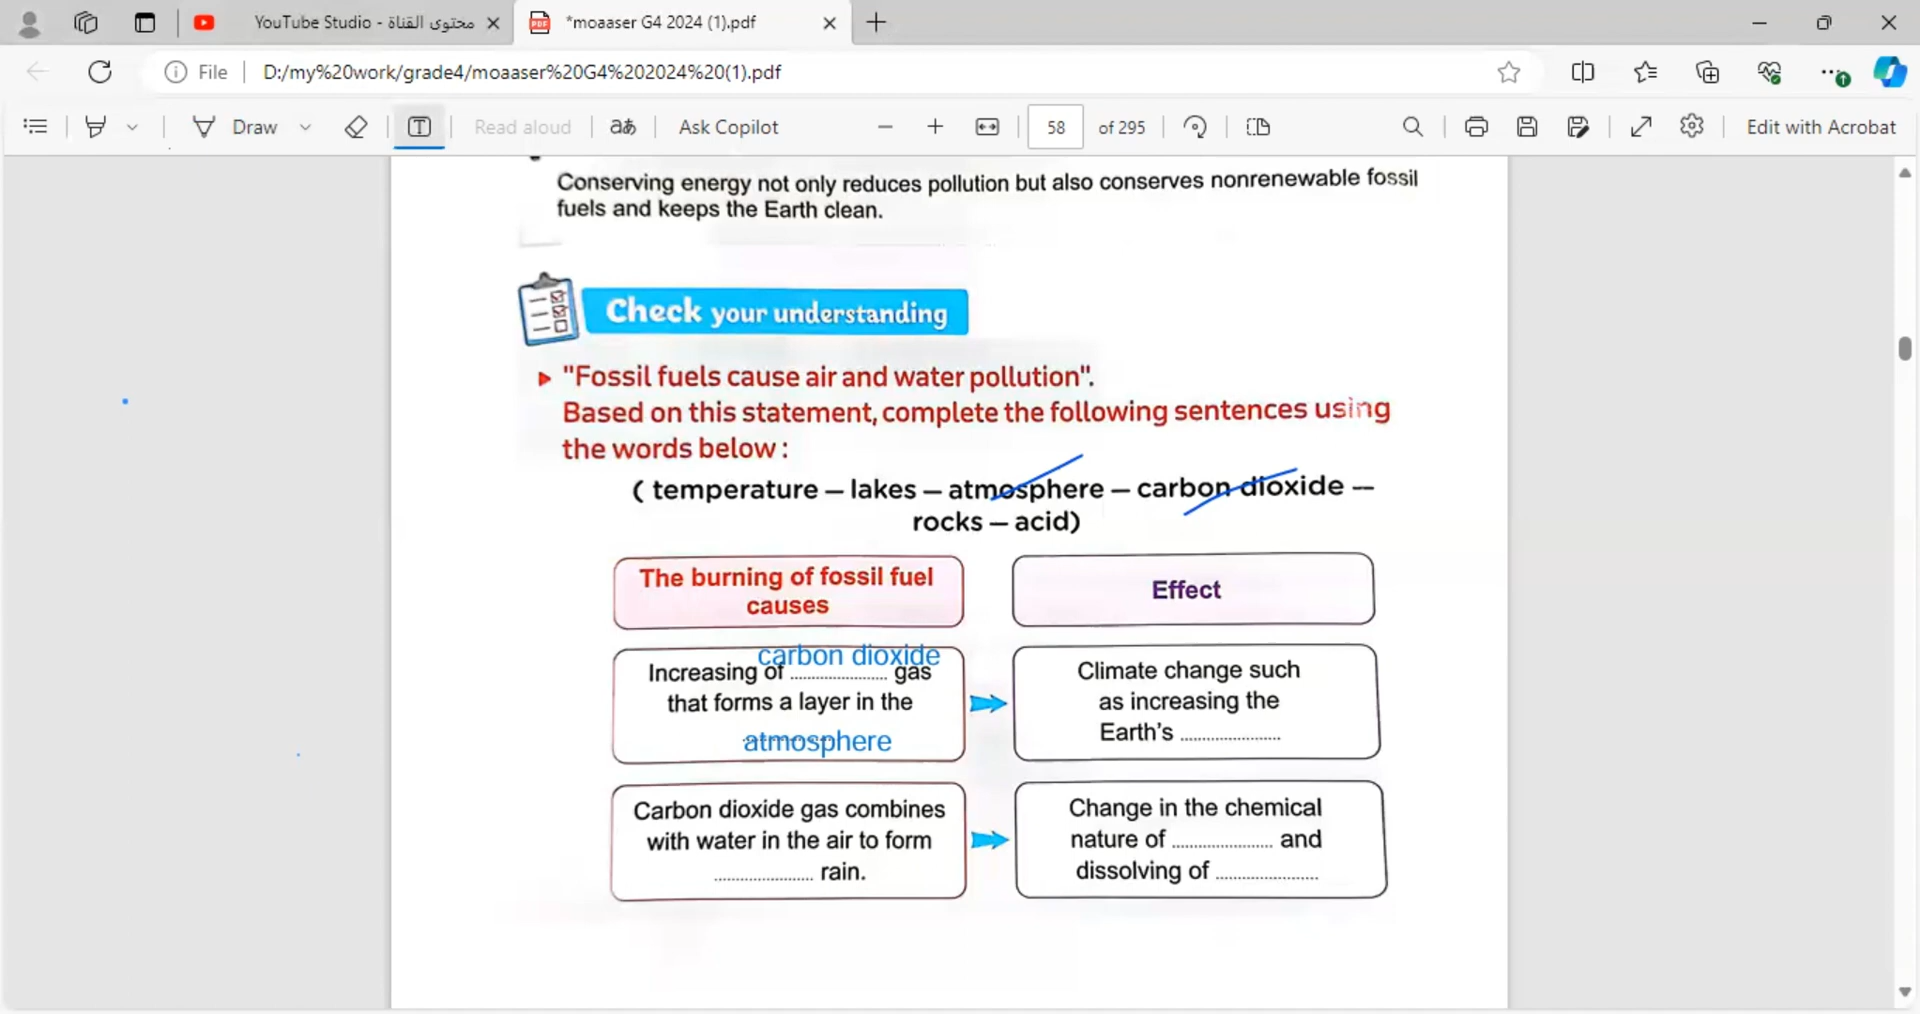 YouTube Studio - محتوى القناة
*moaaser G4 2024 (1).pdf
File
D:/my%20work/grade4/moaaser%20G4%202024%20(1).pdf
Draw
Read aloud
aあ
Ask Copilot
58
of 295
Edit with Acrobat
Conserving energy not only reduces pollution but also conserves nonrenewable fossil
fuels and keeps the Earth clean.
Check your understanding
"Fossil fuels cause air and water pollution".
Based on this statement, complete the following sentences using
the words below :
( temperature – lakes – atmosphere – carbon dioxide –
rocks – acid)
The burning of fossil fuel
causes
Effect
carbon dioxide
Increasing of .................... gas
that forms a layer in the
atmosphere
Climate change such
as increasing the
Earth's ....................
Carbon dioxide gas combines
with water in the air to form
.................... rain.
Change in the chemical
nature of .................... and
dissolving of ....................